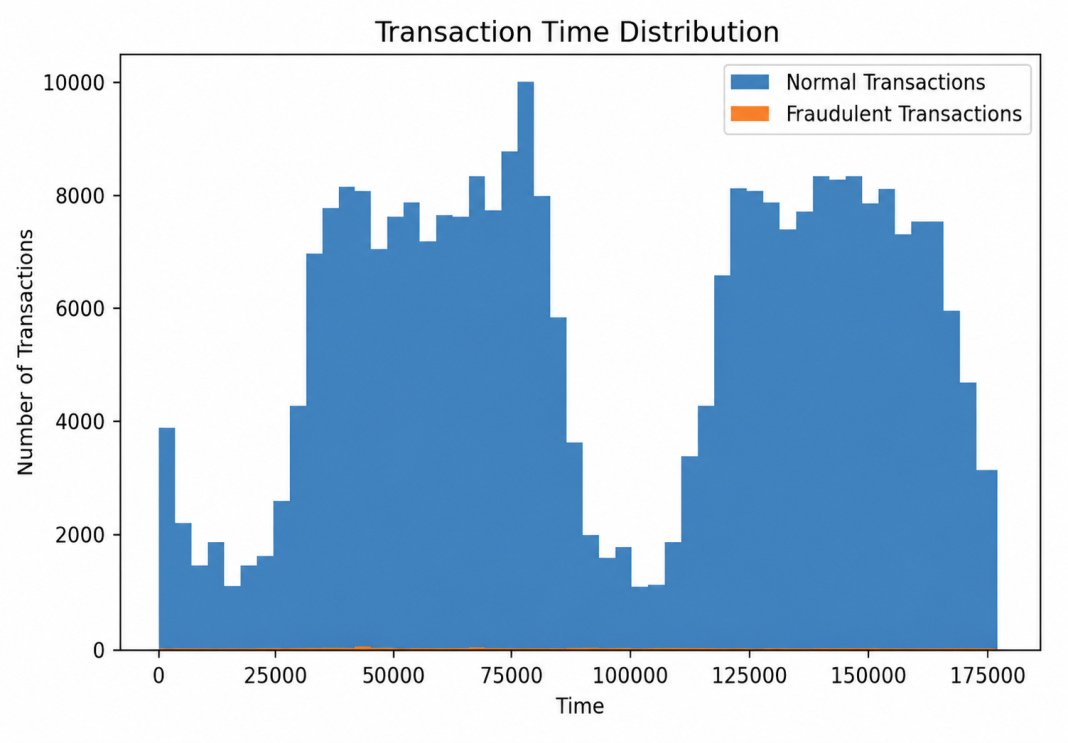 Transaction Time Distribution
Normal Transactions
Fraudulent Transactions
Number of Transactions
10000
8000
6000
4000
2000
0
0 25000 50000 75000 100000 125000 150000 175000
Time